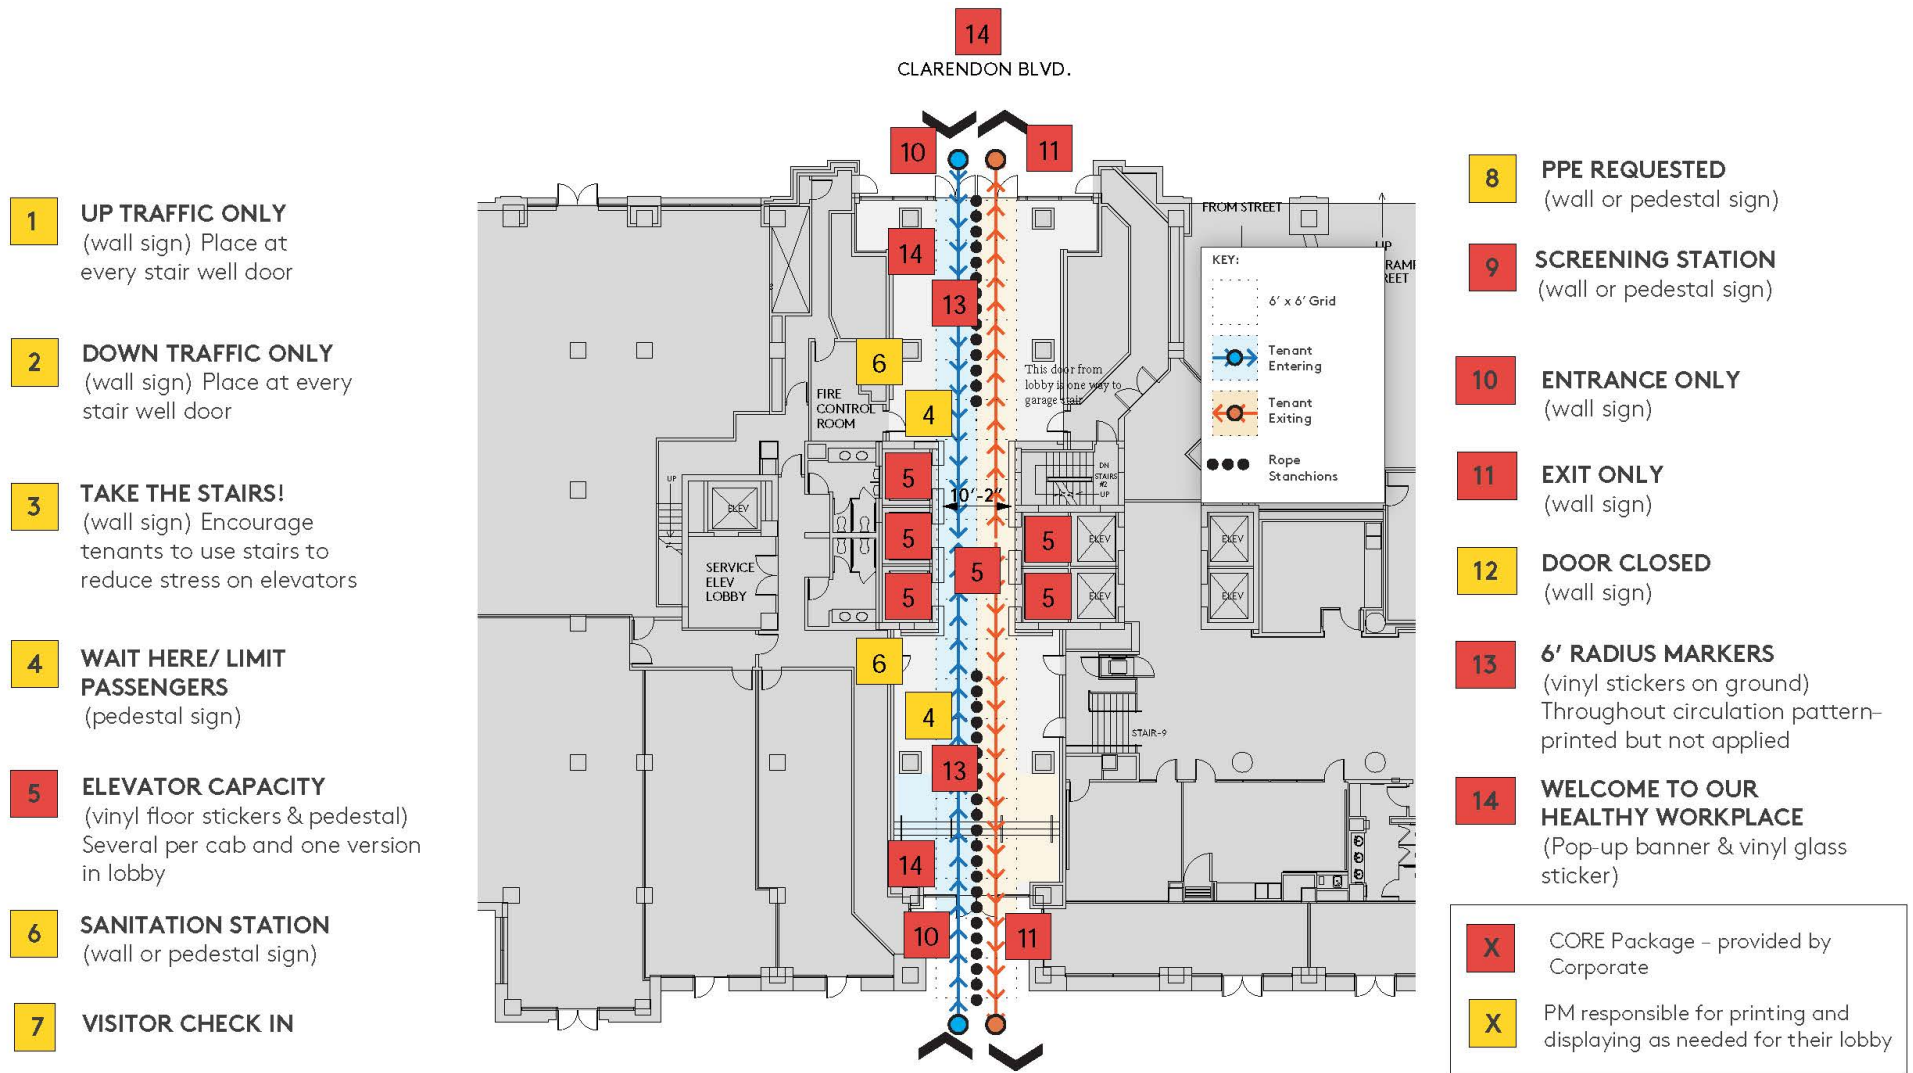 14
CLARENDON BLVD.
1
UP TRAFFIC ONLY
(wall sign) Place at
every stair well door
2
DOWN TRAFFIC ONLY
(wall sign) Place at every
stair well door
3
TAKE THE STAIRS!
(wall sign) Encourage
tenants to use stairs to
reduce stress on elevators
4
WAIT HERE/ LIMIT
PASSENGERS
(pedestal sign)
5
ELEVATOR CAPACITY
(vinyl floor stickers & pedestal)
Several per cab and one version
in lobby
6
SANITATION STATION
(wall or pedestal sign)
7
VISITOR CHECK IN
10
11
14
13
6
4
This door from
lobby is one way to
garage stair
FIRE
CONTROL
ROOM
5
10'-2"
DN
STAIRS
#2
UP
UP
ELEV
5
5
5
ELEV
ELEV
SERVICE
ELEV
LOBBY
5
5
5
ELEV
ELEV
6
4
STAIR-9
13
14
10
11
FROM STREET
UP
RAMP
REET
KEY:
6' x 6' Grid
Tenant
Entering
Tenant
Exiting
Rope
Stanchions
8
PPE REQUESTED
(wall or pedestal sign)
9
SCREENING STATION
(wall or pedestal sign)
10
ENTRANCE ONLY
(wall sign)
11
EXIT ONLY
(wall sign)
12
DOOR CLOSED
(wall sign)
13
6' RADIUS MARKERS
(vinyl stickers on ground)
Throughout circulation pattern–
printed but not applied
14
WELCOME TO OUR
HEALTHY WORKPLACE
(Pop-up banner & vinyl glass
sticker)
X
CORE Package – provided by
Corporate
X
PM responsible for printing and
displaying as needed for their lobby